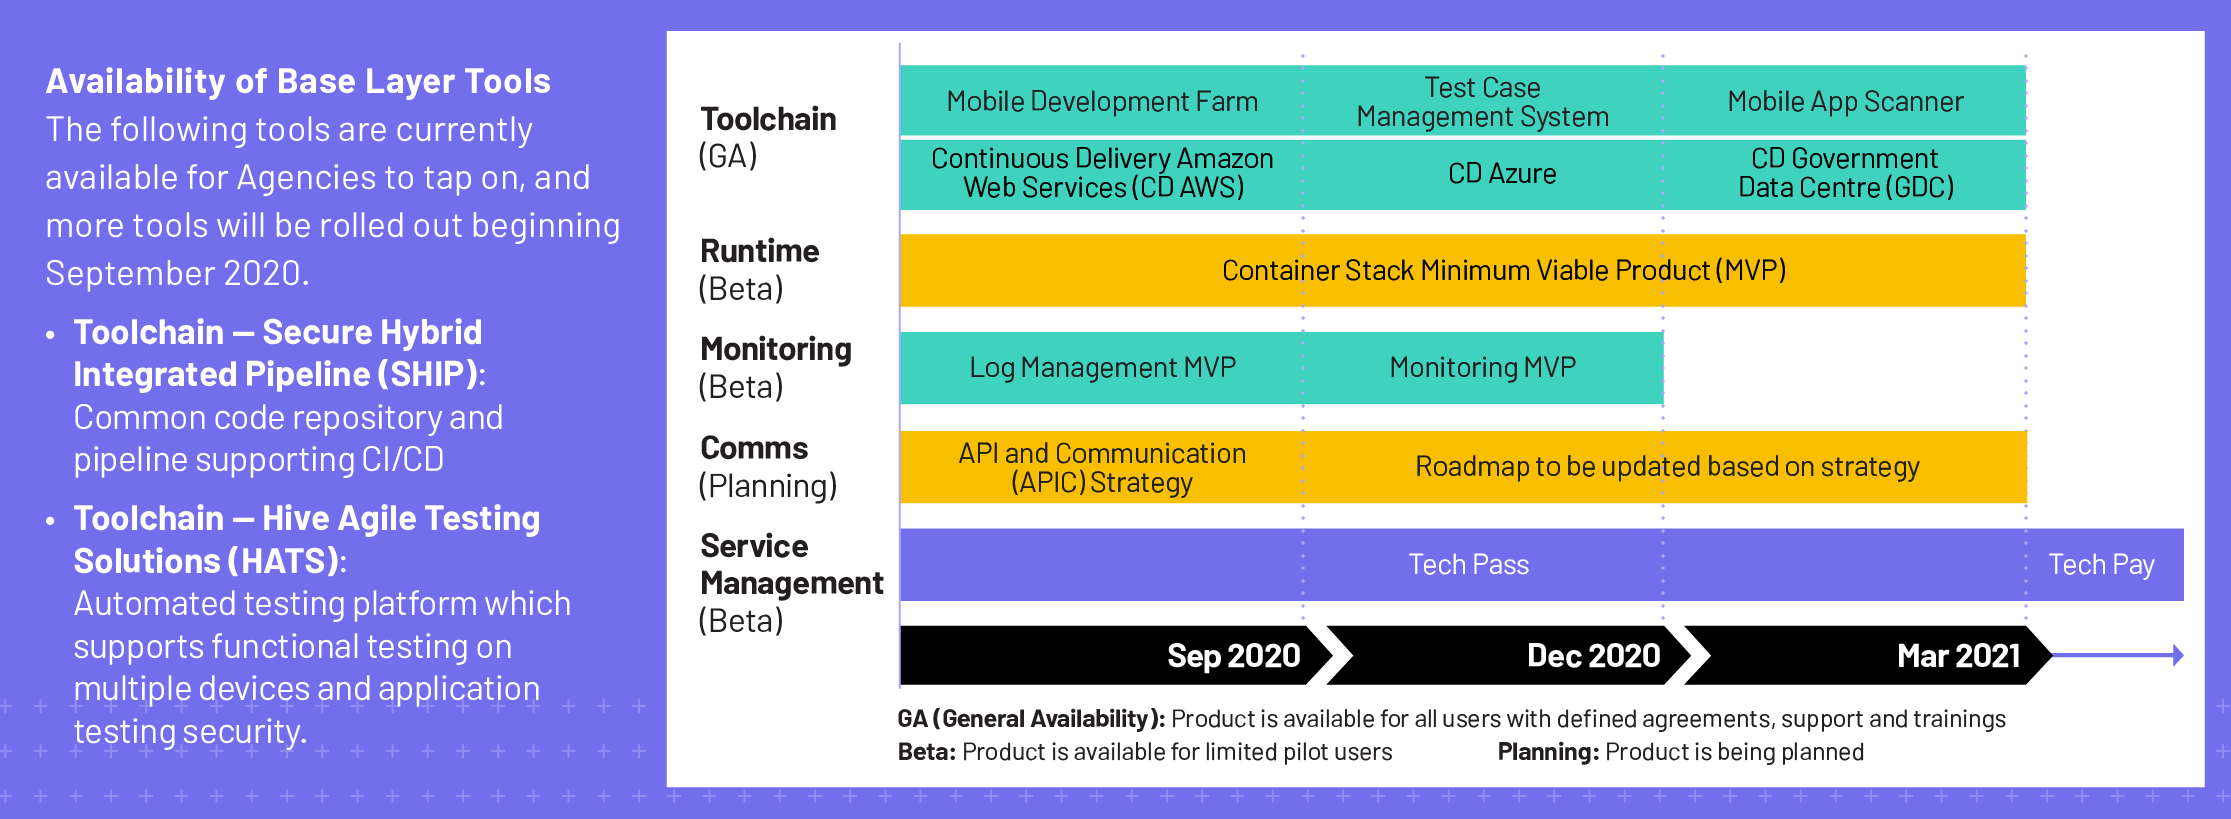 Availability of Base Layer Tools
The following tools are currently
available for Agencies to tap on, and
more tools will be rolled out beginning
September 2020.
• Toolchain – Secure Hybrid
Integrated Pipeline (SHIP):
Common code repository and
pipeline supporting CI/CD
• Toolchain – Hive Agile Testing
Solutions (HATS):
Automated testing platform which
supports functional testing on
multiple devices and application
testing security.
Toolchain
(GA)
Mobile Development Farm
Test Case
Management System
Mobile App Scanner
Continuous Delivery Amazon
Web Services (CD AWS)
CD Azure
CD Government
Data Centre (GDC)
Runtime
(Beta)
Container Stack Minimum Viable Product (MVP)
Monitoring
(Beta)
Log Management MVP
Monitoring MVP
Comms
(Planning)
API and Communication
(APIC) Strategy
Roadmap to be updated based on strategy
Service
Management
(Beta)
Tech Pass
Tech Pay
Sep 2020
Dec 2020
Mar 2021
GA (General Availability): Product is available for all users with defined agreements, support and trainings
Beta: Product is available for limited pilot users
Planning: Product is being planned